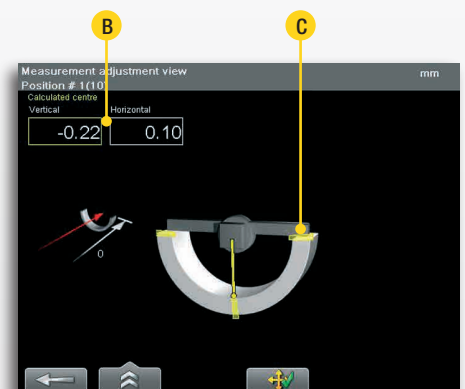 B
C
Measurement adjustment view
mm
Position # 1(10)
Calculated centre
Vertical Horizontal
-0.22 0.10
0